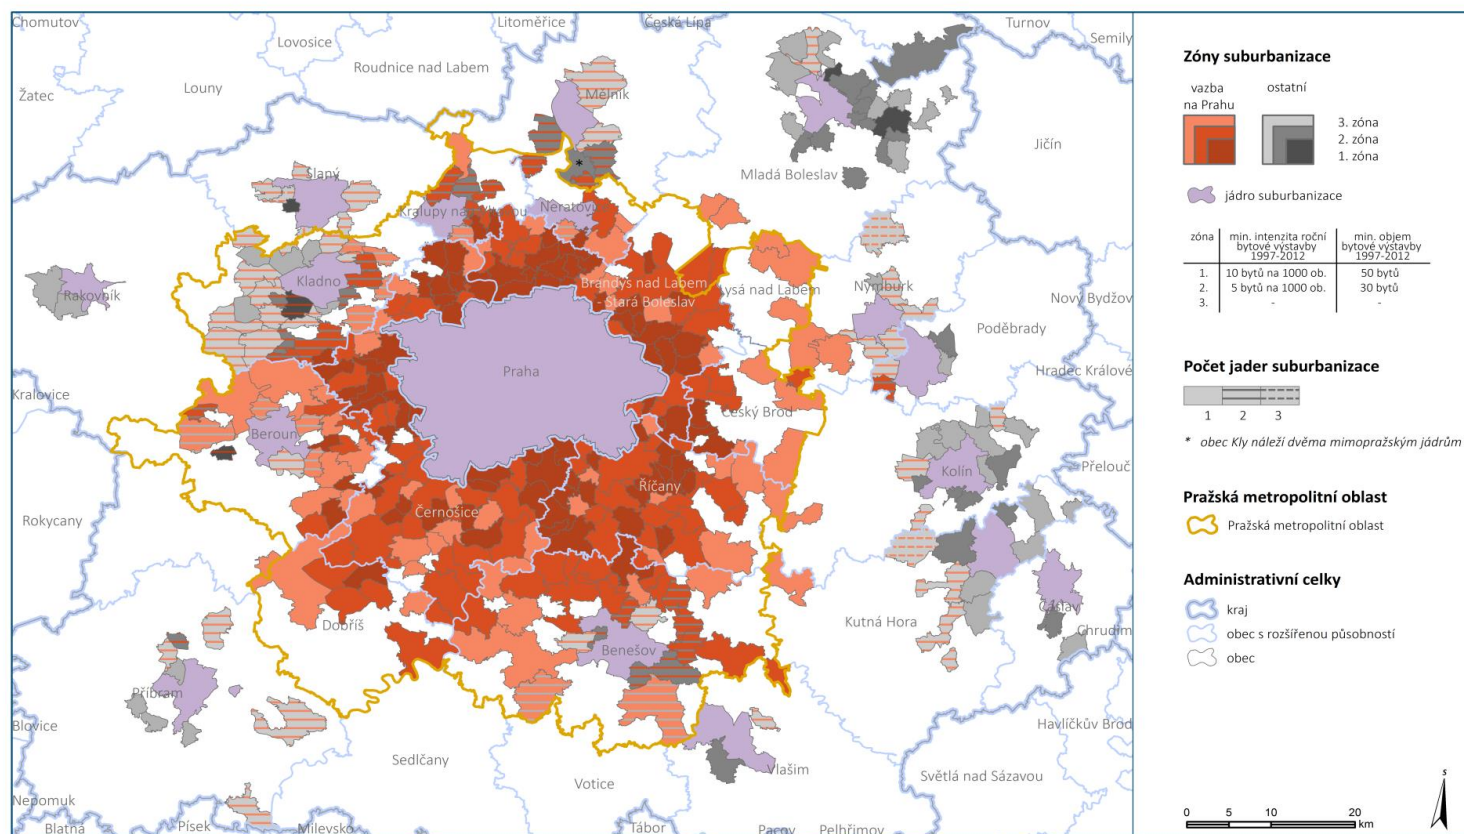 Chomutov
Litoměřice
Česká Lípa
Turnov
Semily
Lovosice
Roudnice nad Labem
Žatec
Louny
Mělník
Jičín
Mladá Boleslav
Slaný
Kralupy nad Vltavou
Neratovice
Rakovník
Kladno
Brandýs nad Labem
- Stará Boleslav
Lysá nad Labem
Nymburk
Nový Bydžov
Poděbrady
Praha
Hradec Králové
Kralovice
Český Brod
Beroun
Kolín
Přelouč
Říčany
Černošice
Rokycany
Dobříš
Kutná Hora
Čáslav
Chrudim
Benešov
Příbram
Blovice
Havlíčkův Brod
Sedlčany
Vlašim
Světlá nad Sázavou
Votice
Nepomuk
Blatná
Písek
Milevsko
Tábor
Pacov
Pelhřimov
*
Zóny suburbanizace
vazba
na Prahu
ostatní
3. zóna
2. zóna
1. zóna
jádro suburbanizace
zóna
min. intenzita roční
bytové výstavby
1997-2012
min. objem
bytové výstavby
1997-2012
1. 10 bytů na 1000 ob. 50 bytů
2. 5 bytů na 1000 ob. 30 bytů
3. - -
Počet jader suburbanizace
1 2 3
* obec Kly náleží dvěma mimopražským jádrům
Pražská metropolitní oblast
Pražská metropolitní oblast
Administrativní celky
kraj
obec s rozšířenou působností
obec
S
0 5 10 20
km